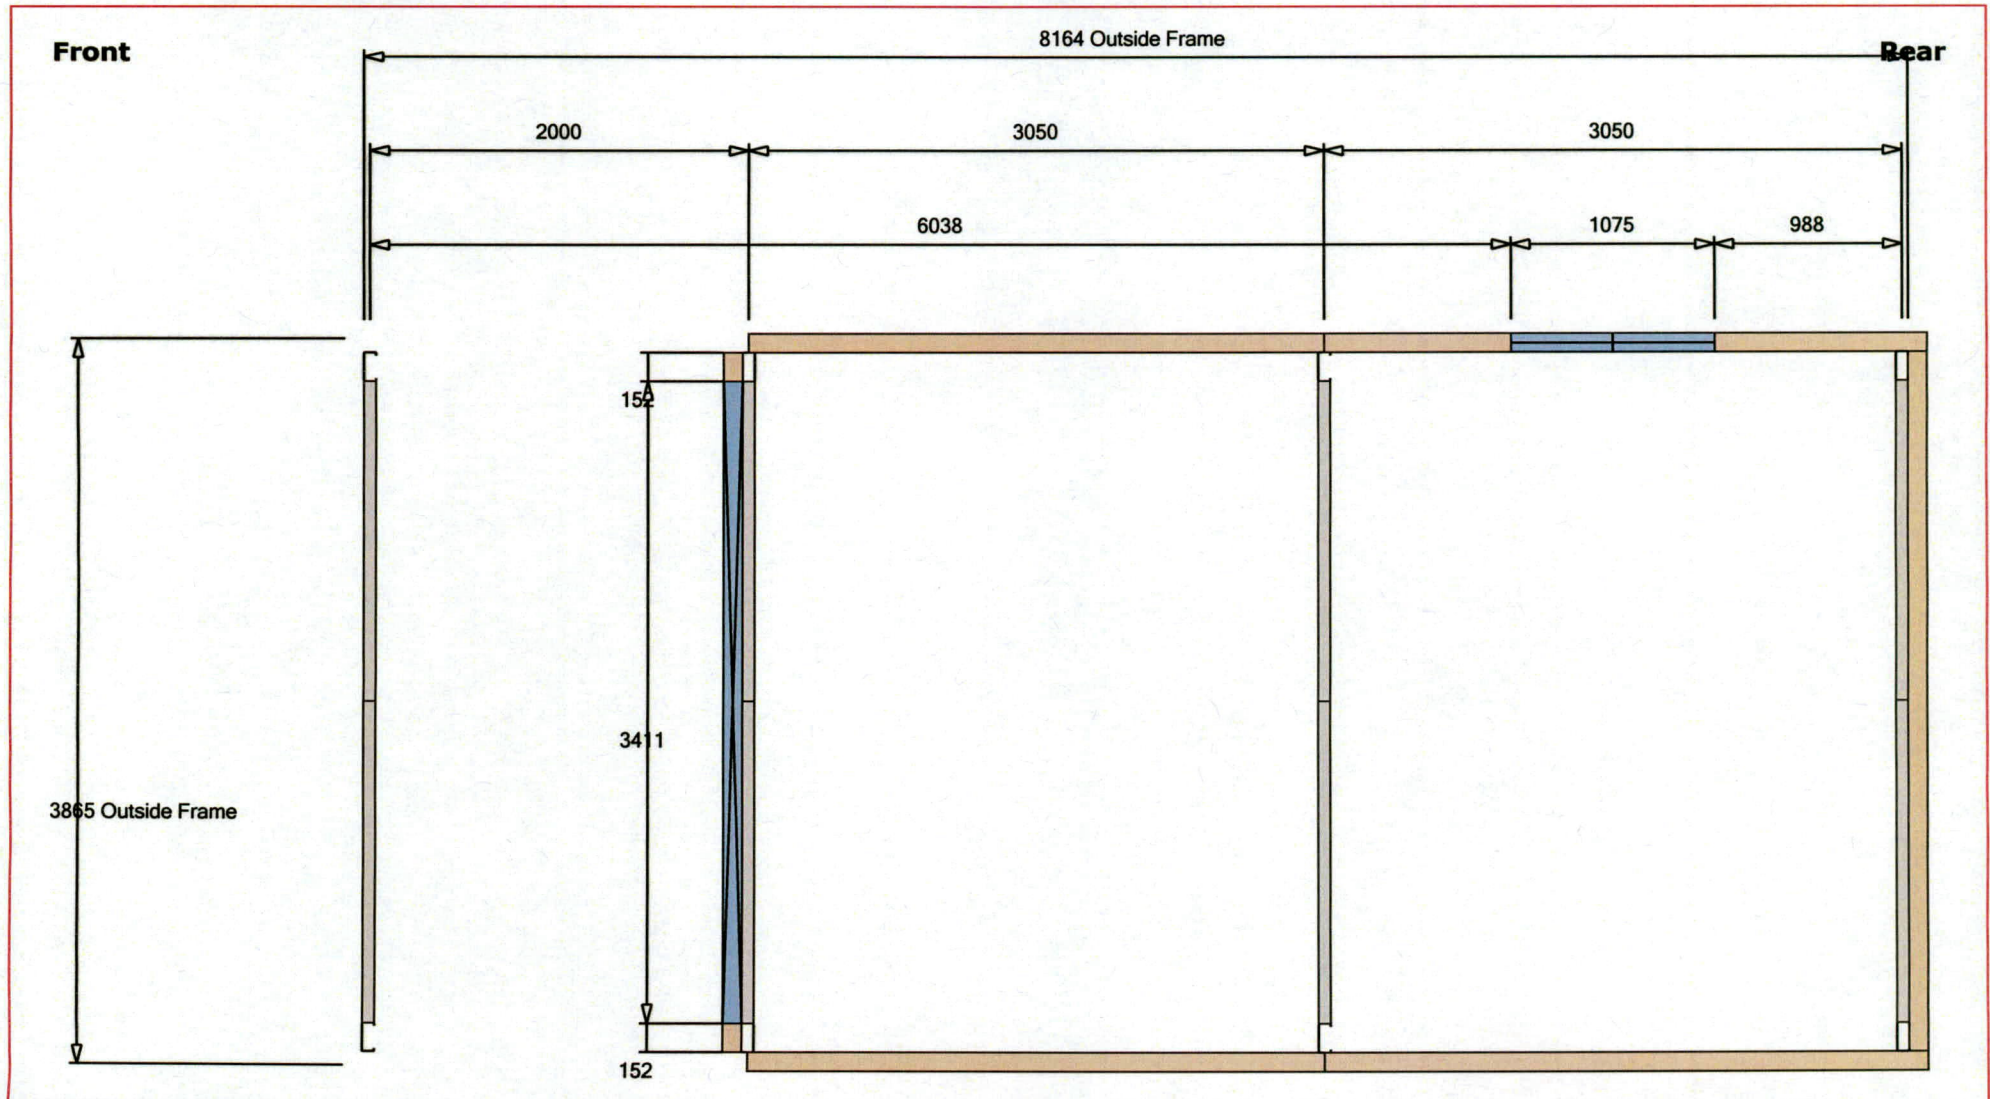 Front
8164 Outside Frame
Rear
2000
3050
3050
6038
1075
988
152
3411
3865 Outside Frame
152